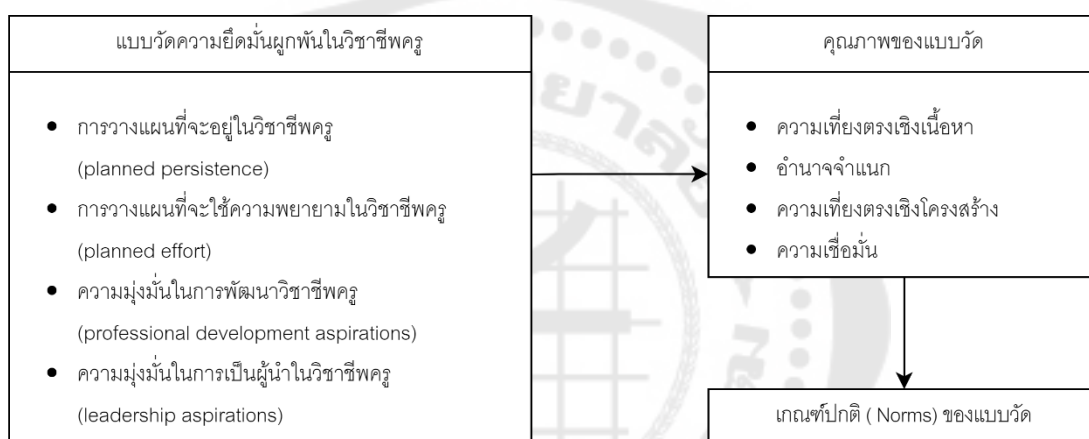 แบบวัดความยึดมั่นผูกพันในวิชาชีพครู
• การวางแผนที่จะอยู่ในวิชาชีพครู
(planned persistence)
• การวางแผนที่จะใช้ความพยายามในวิชาชีพครู
(planned effort)
• ความมุ่งมั่นในการพัฒนาวิชาชีพครู
(professional development aspirations)
• ความมุ่งมั่นในการเป็นผู้นำในวิชาชีพครู
(leadership aspirations)
คุณภาพของแบบวัด
• ความเที่ยงตรงเชิงเนื้อหา
• อำนาจจำแนก
• ความเที่ยงตรงเชิงโครงสร้าง
• ความเชื่อมั่น
เกณฑ์ปกติ ( Norms) ของแบบวัด